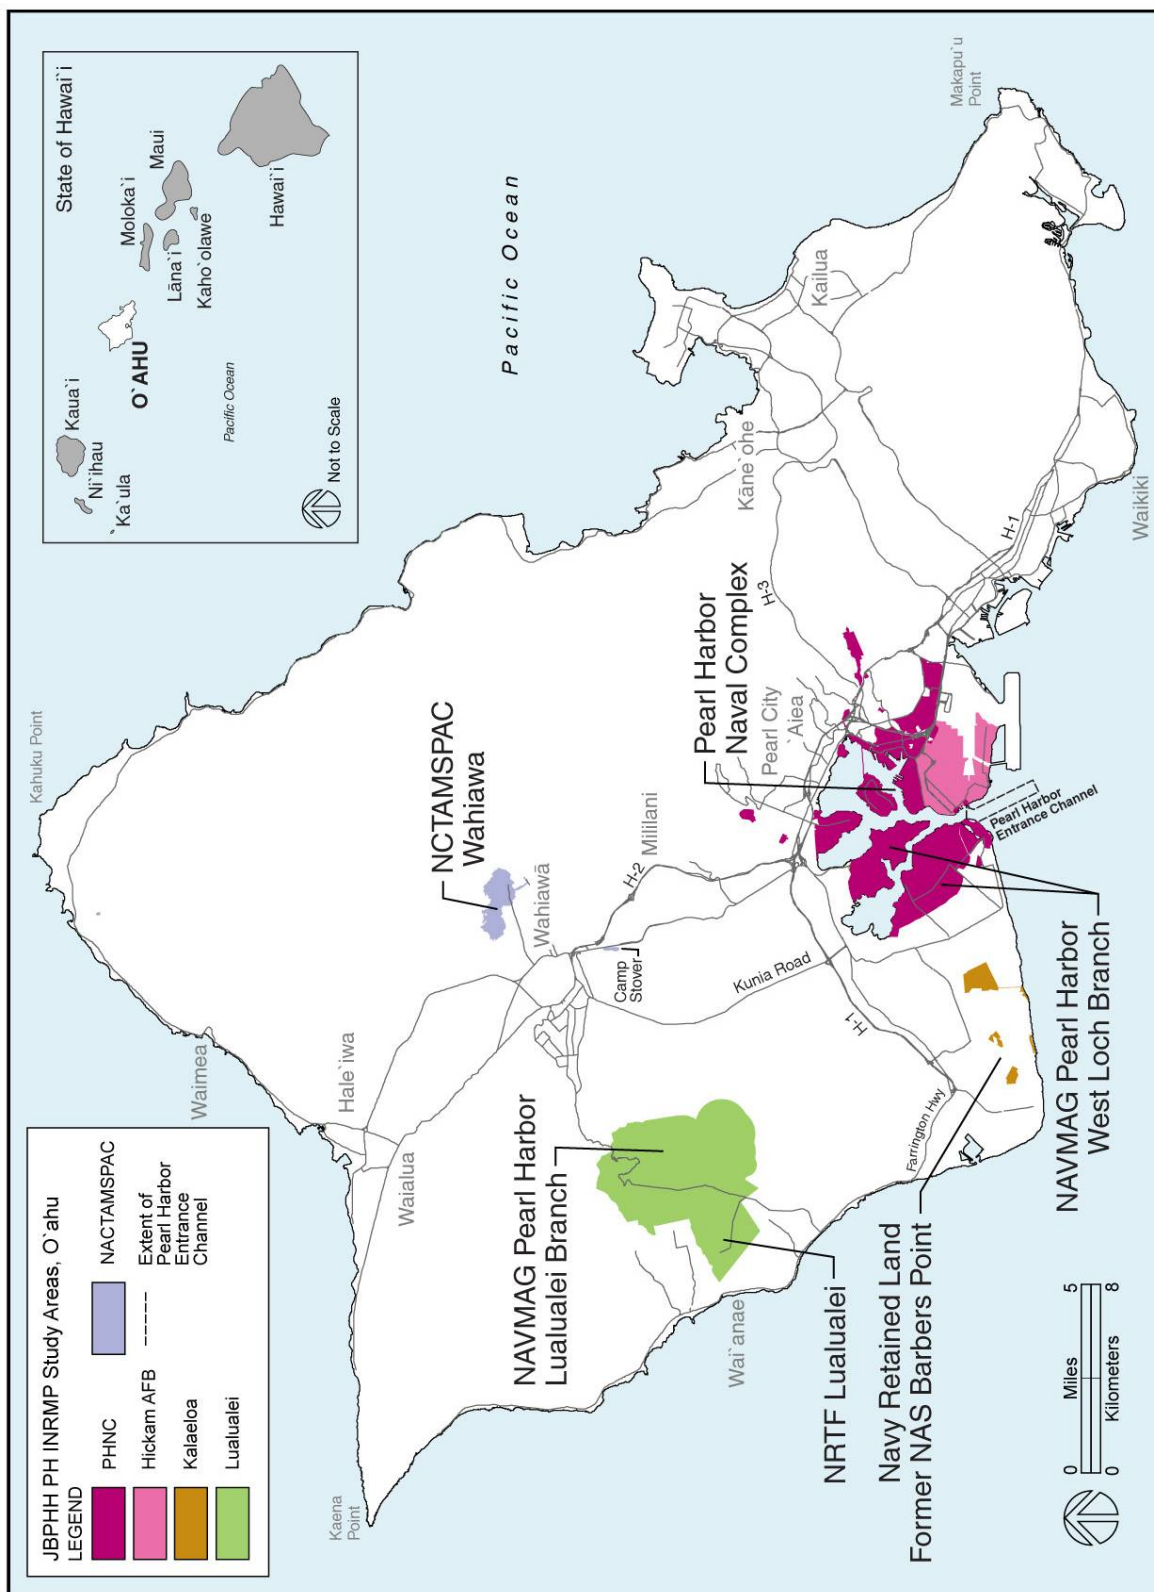 JBPHH PH INRMP Study Areas, O`ahu
LEGEND
PHNC
Hickam AFB
Kalaeloa
Lualualei
NACTAMSPAC
Extent of
Pearl Harbor
Entrance
Channel
State of Hawai`i
Kaua`i
Ni`ihau
Ka`ula
O`AHU
Moloka`i
Maui
Lāna`i
Kaho`olawe
Hawai`i
Pacific Ocean
Not to Scale
Kahuku Point
Pacific Ocean
Waimea
Hale`iwa
Waialua
Kaena
Point
NCTAMSPAC
Wahiawa
Wahiawā
Mililani
H-2
Camp
Stover
Kunia Road
NAVMAG Pearl Harbor
Lualualei Branch
Wai`anae
NRTF Lualualei
Farrington Hwy
H-1
Navy Retained Land
Former NAS Barbers Point
Pearl Harbor
Naval Complex
Pearl City
`Aiea
H-3
Kāne`ohe
Kailua
Makapu`u
Point
H-1
Waikiki
Pearl Harbor
Entrance Channel
NAVMAG Pearl Harbor
West Loch Branch
0 Miles 5
0 Kilometers 8